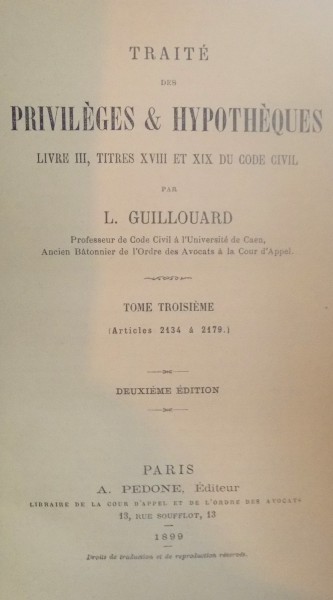 TRAITÉ
DES
PRIVILÈGES & HYPOTHÈQUES
LIVRE III, TITRES XVIII ET XIX DU CODE CIVIL
PAR
L. GUILLOUARD
Professeur de Code Civil à l'Université de Caen,
Ancien Bâtonnier de l'Ordre des Avocats à la Cour d'Appel.
TOME TROISIÈME
(Articles 2134 à 2179.)
DEUXIÈME ÉDITION
PARIS
A. PEDONE, Éditeur
LIBRAIRE DE LA COUR D'APPEL ET DE L'ORDRE DES AVOCATS
13, RUE SOUFFLOT, 13
1899
Droits de traduction et de reproduction réservés.